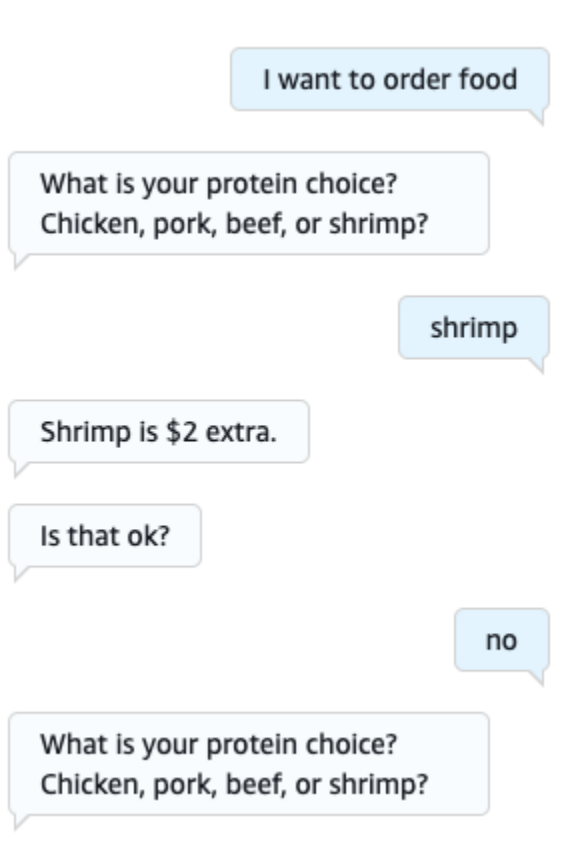 I want to order food
What is your protein choice?
Chicken, pork, beef, or shrimp?
shrimp
Shrimp is $2 extra.
Is that ok?
no
What is your protein choice?
Chicken, pork, beef, or shrimp?